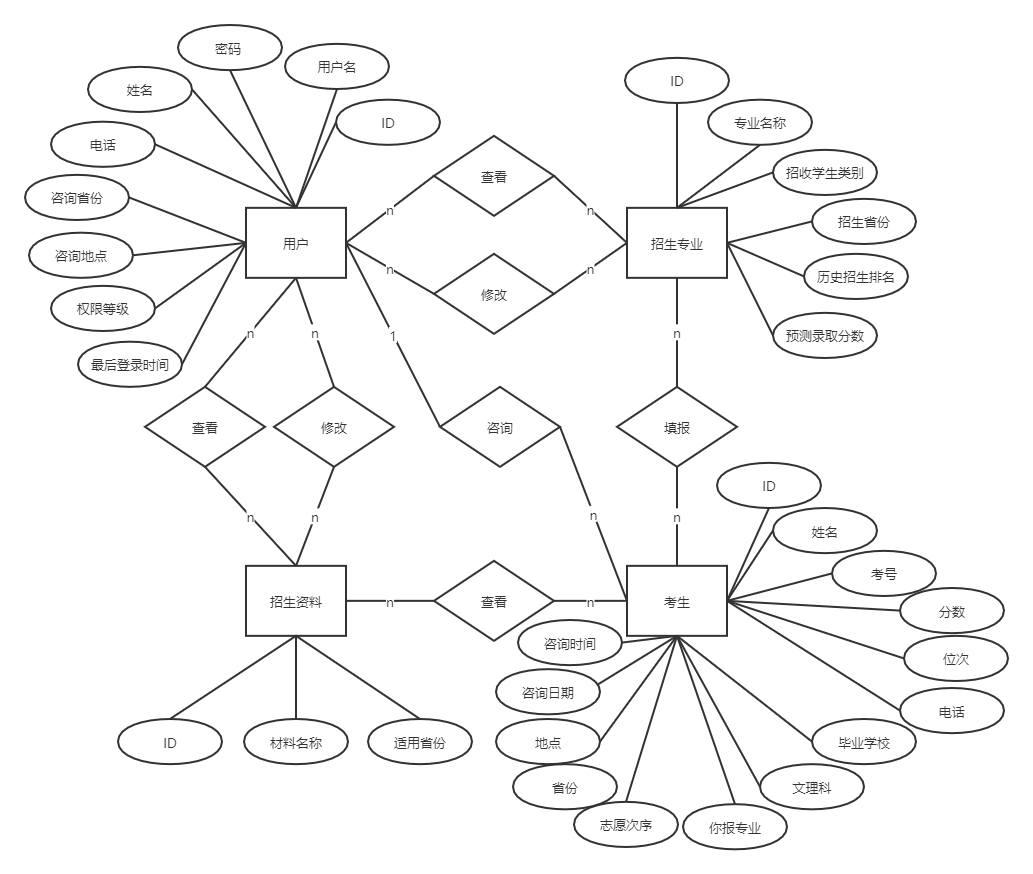 密码
用户名
姓名
ID
电话
咨询省份
咨询地点
权限等级
最后登录时间
用户
ID
专业名称
招收学生类别
招生省份
历史招生排名
预测录取分数
招生专业
查看
n
n
修改
n
n
n
n
1
n
查看
修改
咨询
填报
n
n
n
n
招生资料
n
查看
n
考生
ID
姓名
考号
分数
位次
电话
毕业学校
文理科
你报专业
志愿次序
省份
地点
咨询日期
咨询时间
ID
材料名称
适用省份